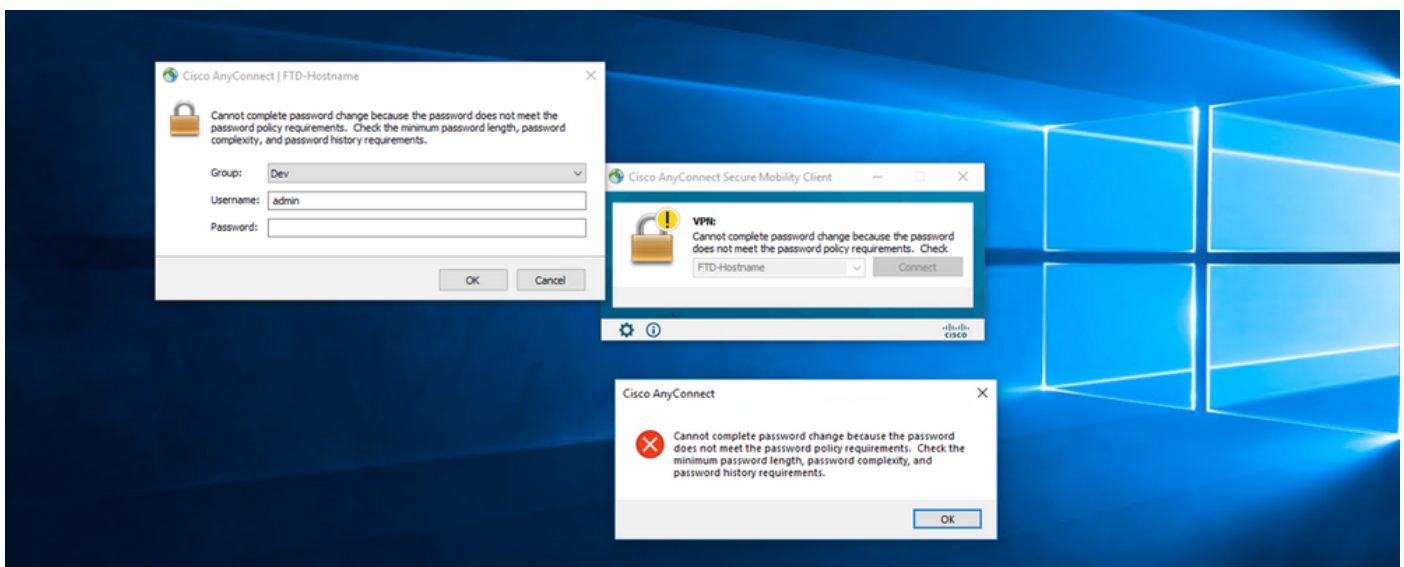 Cisco AnyConnect | FTD-Hostname
Cannot complete password change because the password does not meet the
password policy requirements.  Check the minimum password length, password
complexity, and password history requirements.
Group: Dev
Username: admin
Password:
OK Cancel
Cisco AnyConnect Secure Mobility Client
VPN:
Cannot complete password change because the password
does not meet the password policy requirements.  Check
FTD-Hostname Connect
CISCO
Cisco AnyConnect
Cannot complete password change because the password
does not meet the password policy requirements.  Check the
minimum password length, password complexity, and
password history requirements.
OK